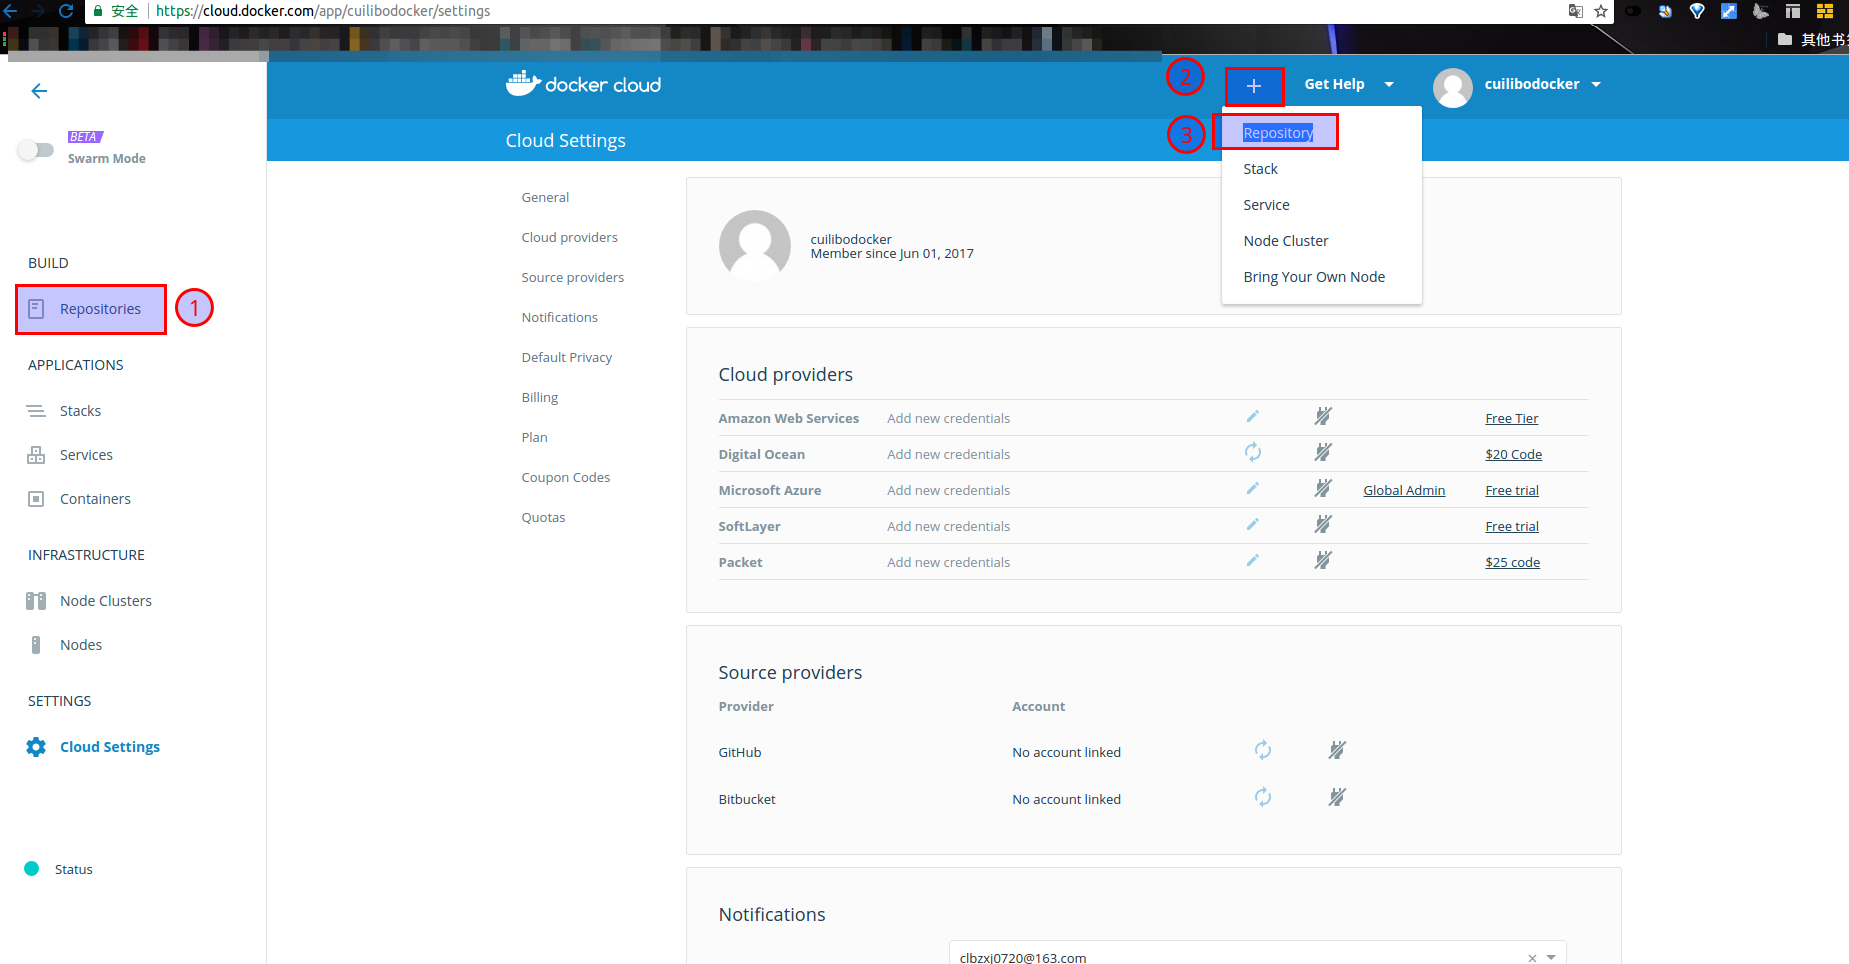 安全 https://cloud.docker.com/app/cuilibodocker/settings
其他书
docker cloud
2
+
Get Help
cuilibodocker
BETA
Swarm Mode
Cloud Settings
3
Repository
Stack
Service
Node Cluster
Bring Your Own Node
BUILD
Repositories
1
APPLICATIONS
Stacks
Services
Containers
INFRASTRUCTURE
Node Clusters
Nodes
SETTINGS
Cloud Settings
Status
General
Cloud providers
Source providers
Notifications
Default Privacy
Billing
Plan
Coupon Codes
Quotas
cuilibodocker
Member since Jun 01, 2017
Cloud providers
Amazon Web Services Add new credentials Free Tier
Digital Ocean Add new credentials $20 Code
Microsoft Azure Add new credentials Global Admin Free trial
SoftLayer Add new credentials Free trial
Packet Add new credentials $25 code
Source providers
Provider Account
GitHub No account linked
Bitbucket No account linked
Notifications
clbzxj0720@163.com